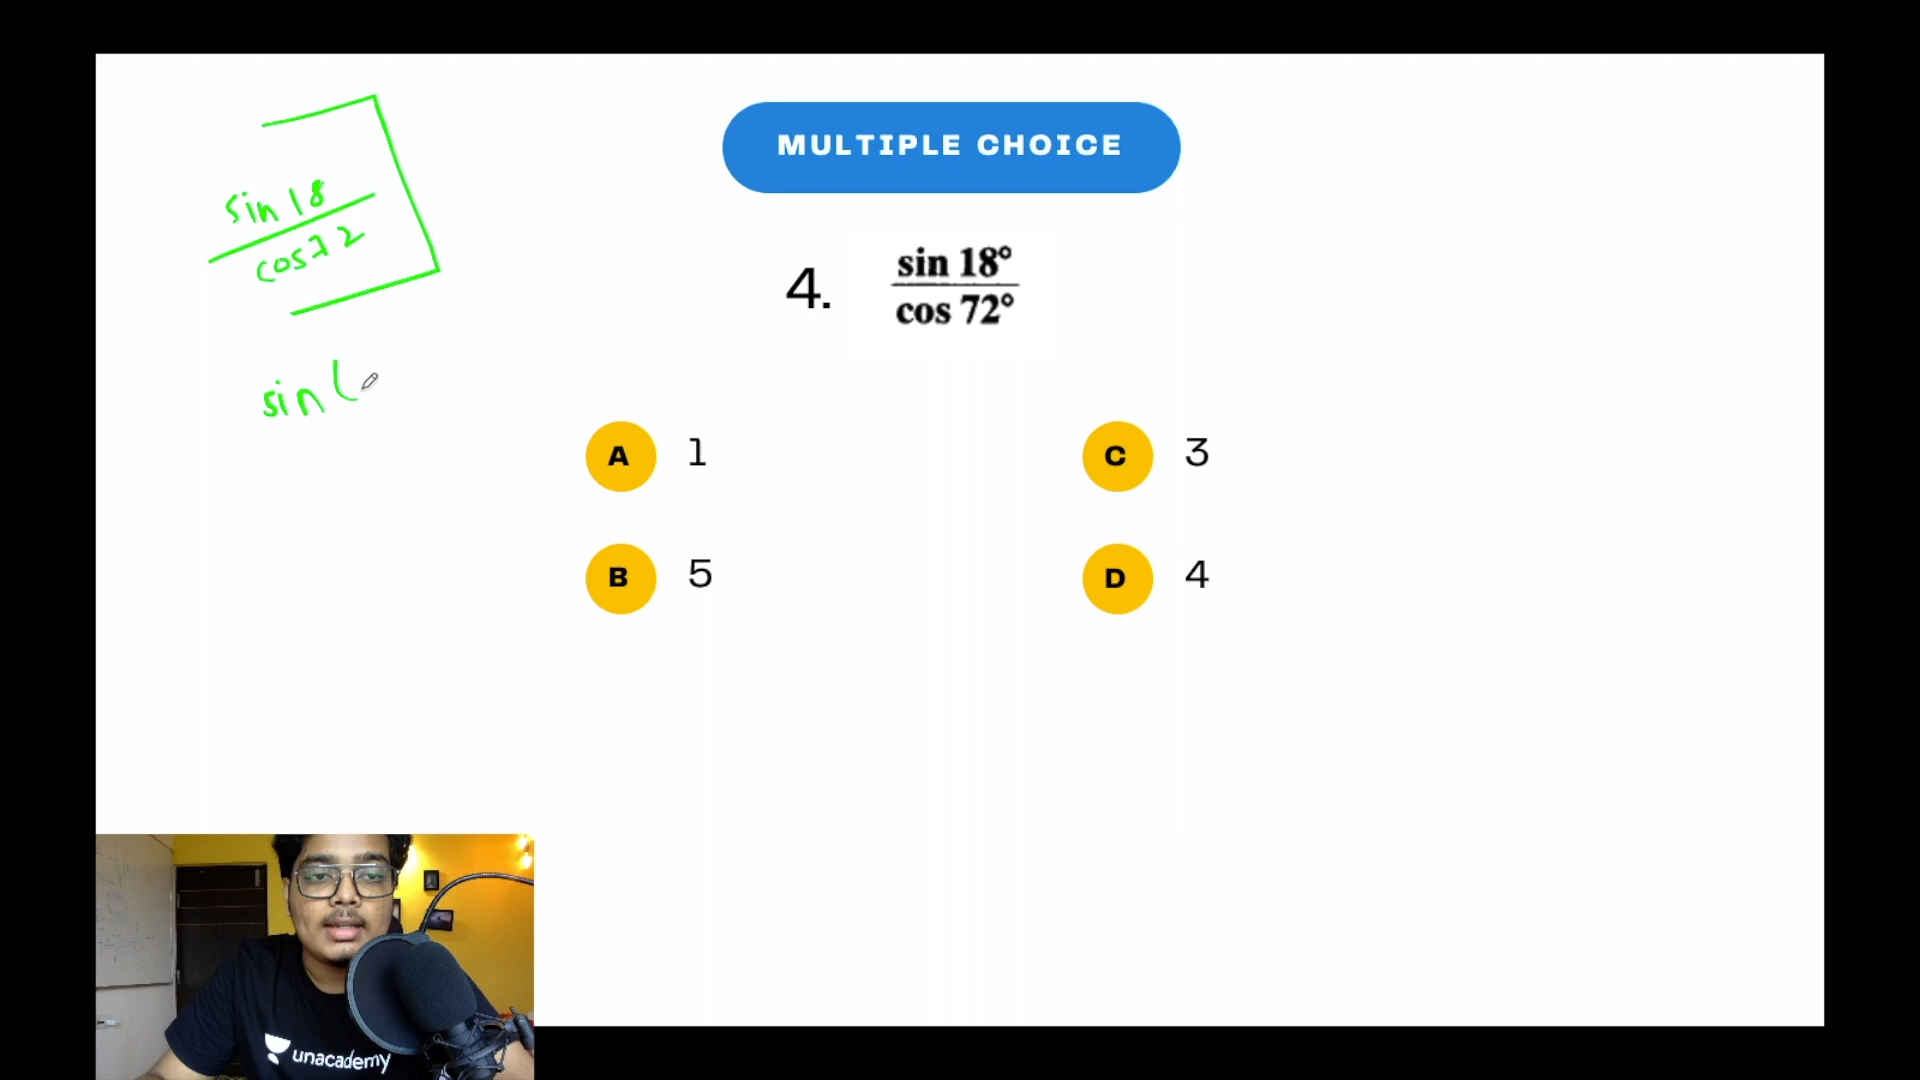 MULTIPLE CHOICE
sin 18
cos 72
4. sin 18°
cos 72°
sin (
A 1
C 3
B 5
D 4
unacademy